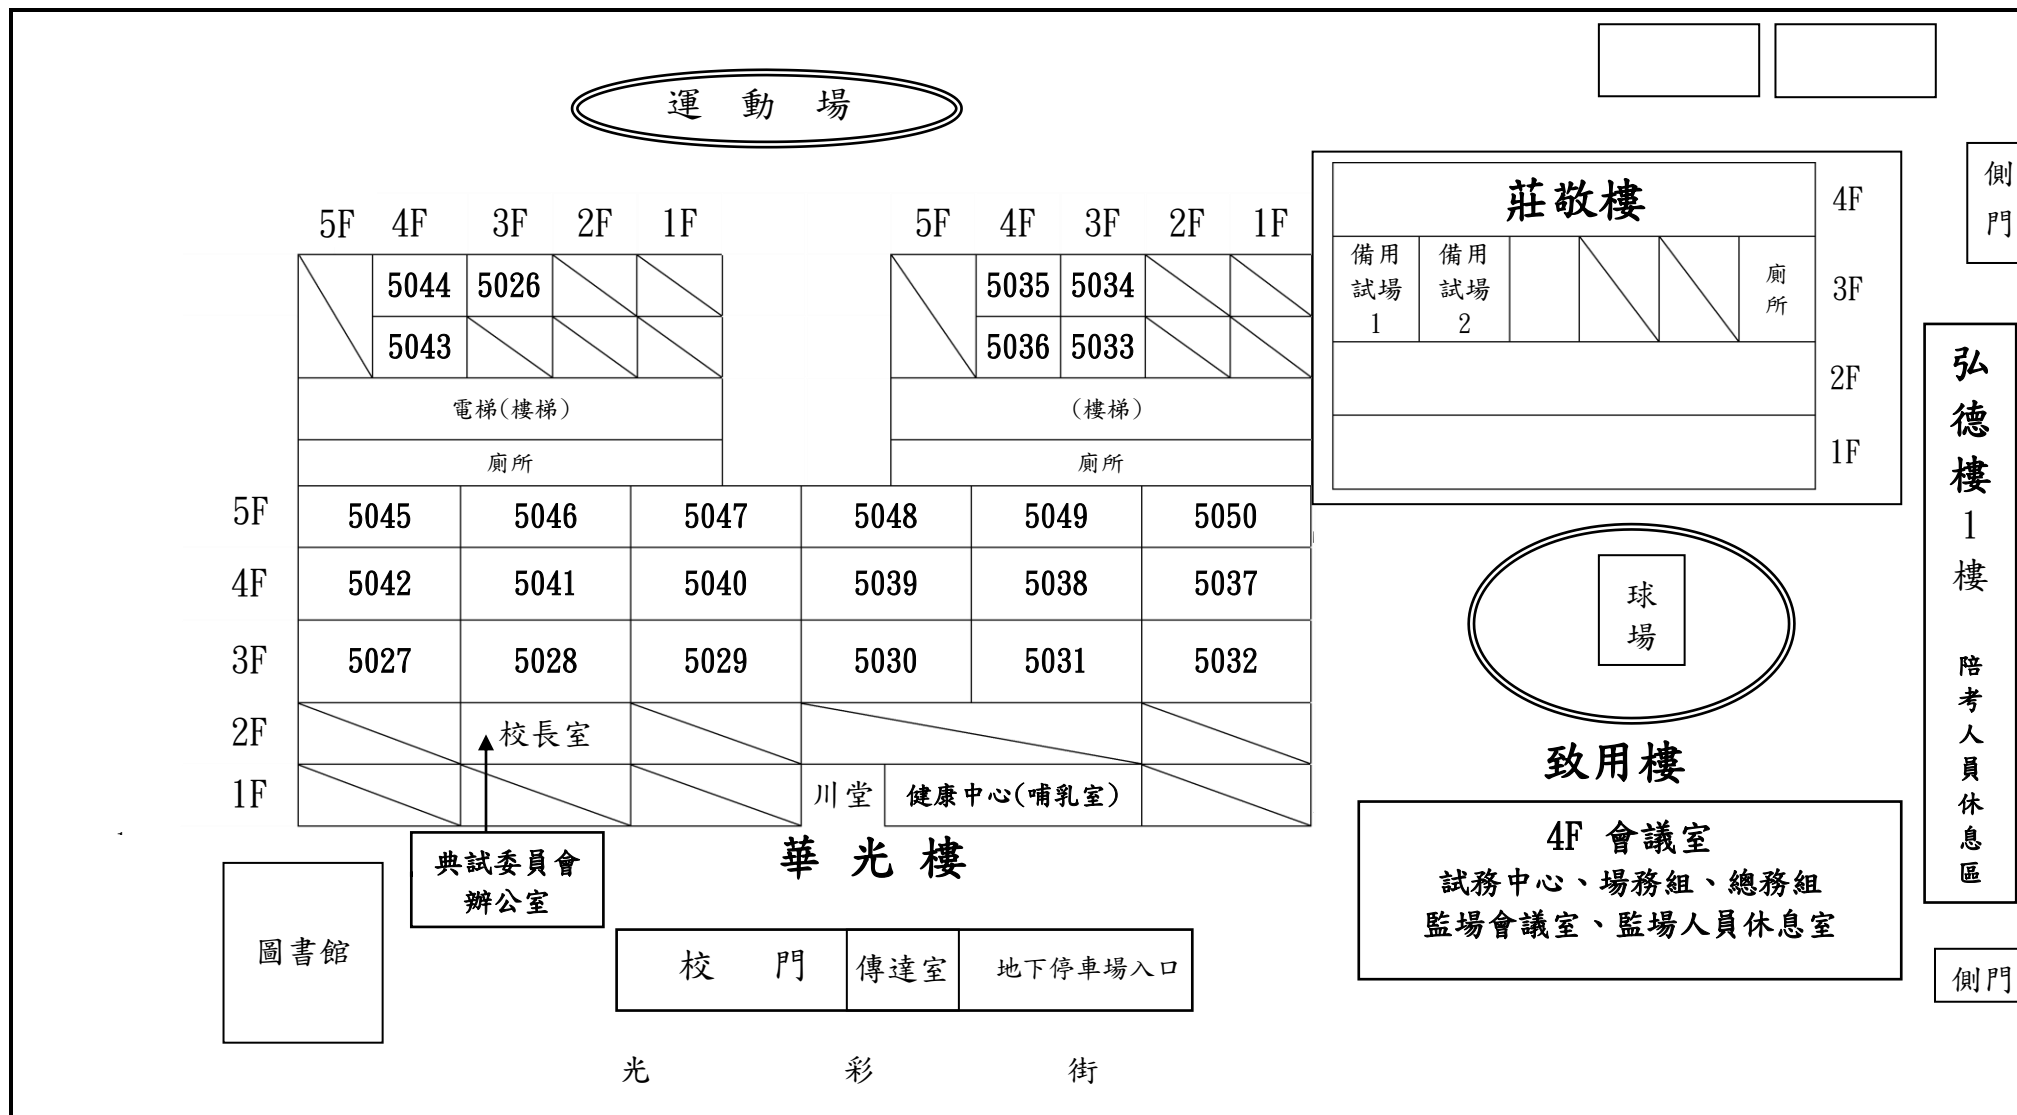 運 動 場
5F 4F 3F 2F 1F
5044 5026
5043
電梯(樓梯)
廁所
5F 4F 3F 2F 1F
5035 5034
5036 5033
(樓梯)
廁所
5F 5045 5046 5047 5048 5049 5050
4F 5042 5041 5040 5039 5038 5037
3F 5027 5028 5029 5030 5031 5032
2F 校長室
1F 川堂 健康中心(哺乳室)
典試委員會
辦公室
華 光 樓
莊敬樓 4F
備用
試場
1
備用
試場
2
廁
所
3F
2F
1F
側
門
弘
德
樓
1
樓
陪
考
人
員
休
息
區
側門
球
場
致用樓
4F 會議室
試務中心、場務組、總務組
監場會議室、監場人員休息室
圖書館
校 門 傳達室 地下停車場入口
光 彩 街